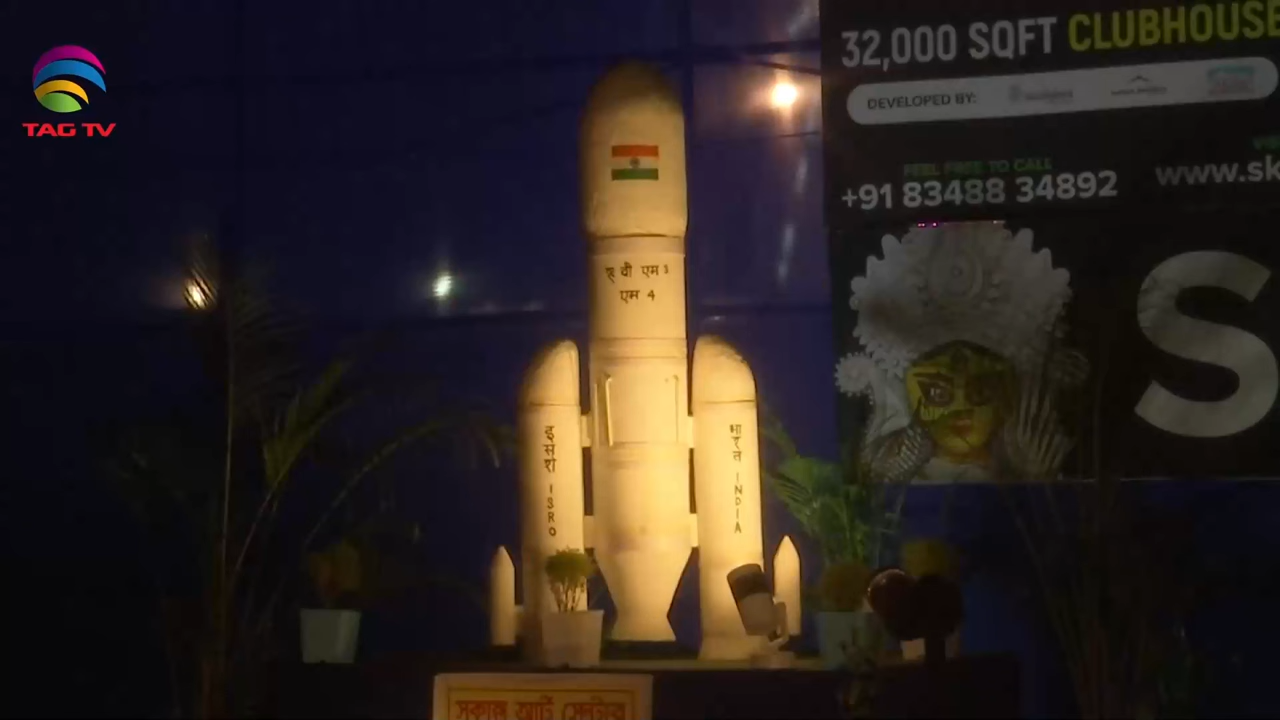 TAG TV
32,000 SQFT CLUBHOUSE
DEVELOPED BY:
FEEL FREE TO CALL
+91 83488 34892
www.sk
S
एल वी एम 3
एम 4
इसरो ISRO
भारत INDIA